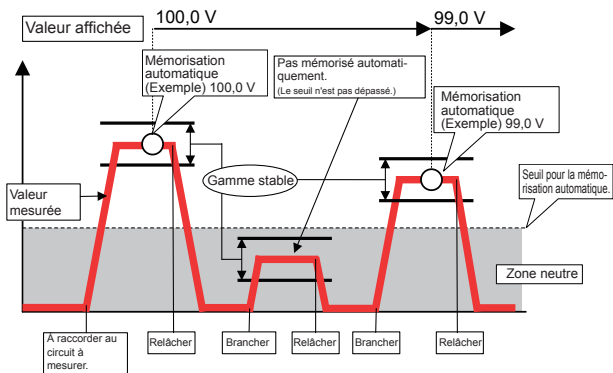 Valeur affichée
100,0 V
99,0 V
Mémorisation
automatique
(Exemple) 100,0 V
Pas mémorisé automati-
quement.
(Le seuil n'est pas dépassé.)
Mémorisation
automatique
(Exemple) 99,0 V
Valeur
mesurée
Gamme stable
Seuil pour la mémo-
risation automatique.
Zone neutre
À raccorder au
circuit à
mesurer.
Relâcher
Brancher
Relâcher
Brancher
Relâcher